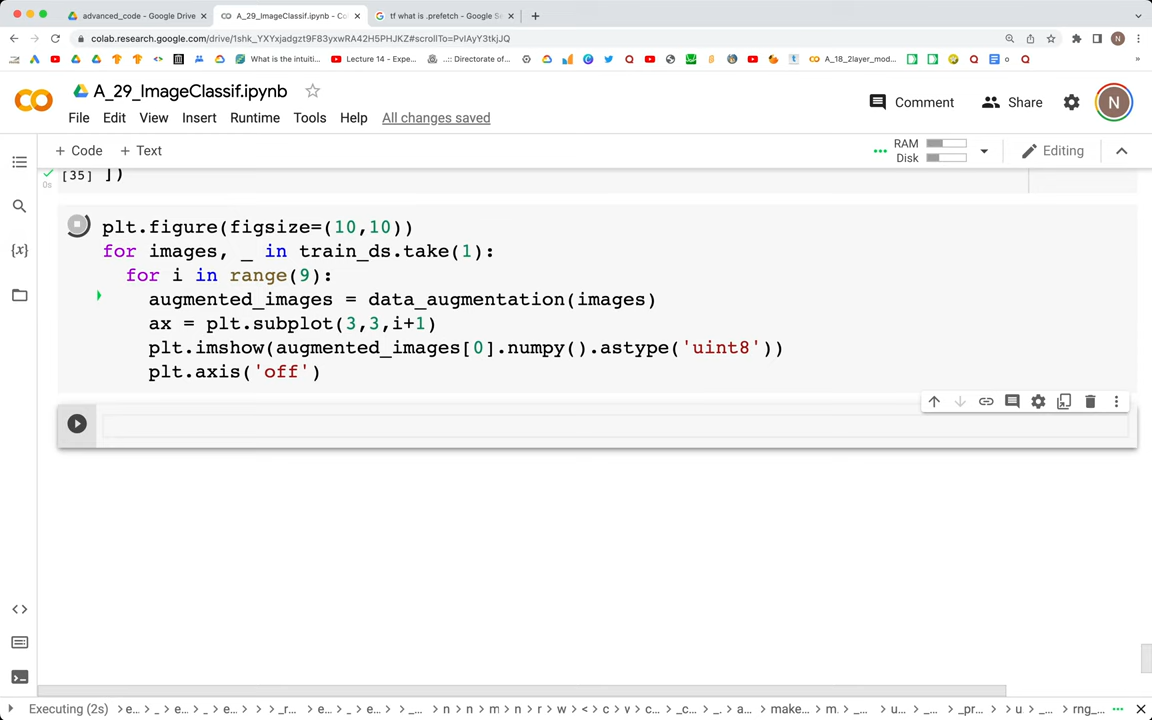 advanced_code - Google Drive
A_29_ImageClassif.ipynb - Co
tf what is .prefetch - Google Se
colab.research.google.com/drive/1shk_YXYxjadgzt9F83yxwRA42H5PHJKZ#scrollTo=PvIAyY3tkjJQ
What is the intuiti...
Lecture 14 - Expe...
..:: Directorate of...
A_18_2layer_mod...
A_29_ImageClassif.ipynb
Comment
Share
N
File Edit View Insert Runtime Tools Help All changes saved
+ Code + Text
RAM
Disk
Editing
[35] ])
0s
plt.figure(figsize=(10,10))
for images, _ in train_ds.take(1):
for i in range(9):
augmented_images = data_augmentation(images)
ax = plt.subplot(3,3,i+1)
plt.imshow(augmented_images[0].numpy().astype('uint8'))
plt.axis('off')
{x}
Executing (2s) > e... > _ > e... > _ > e... > _r... > e... > _ > e... > _... > n > n > m > n > r > w > < > c > v > c... > _c... > _. > a... > make... > m. > _... > u... > _... > _pr... > u > _... > rng_...